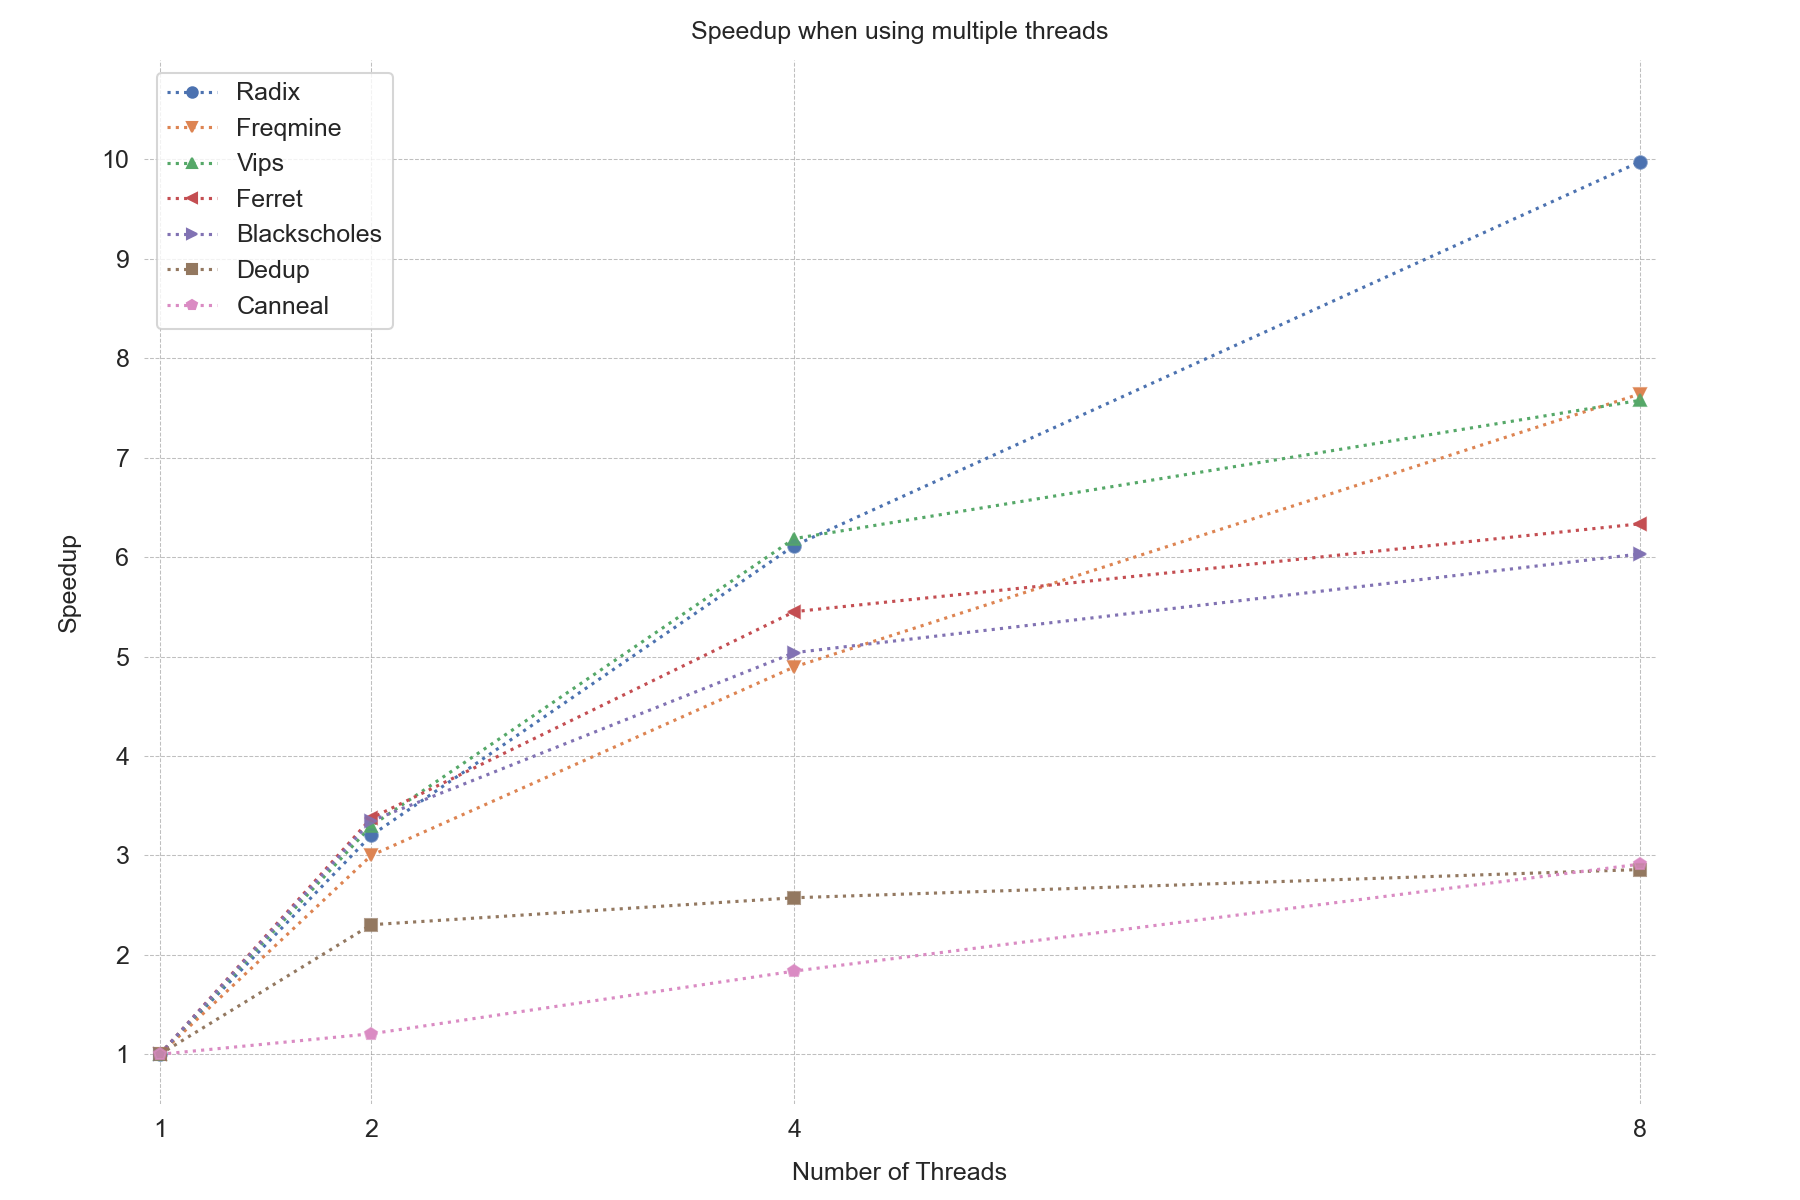 Speedup when using multiple threads
Radix
Freqmine
Vips
Ferret
Blackscholes
Dedup
Canneal
10
9
8
7
6
5
4
3
2
1
Speedup
1 2 4 8
Number of Threads